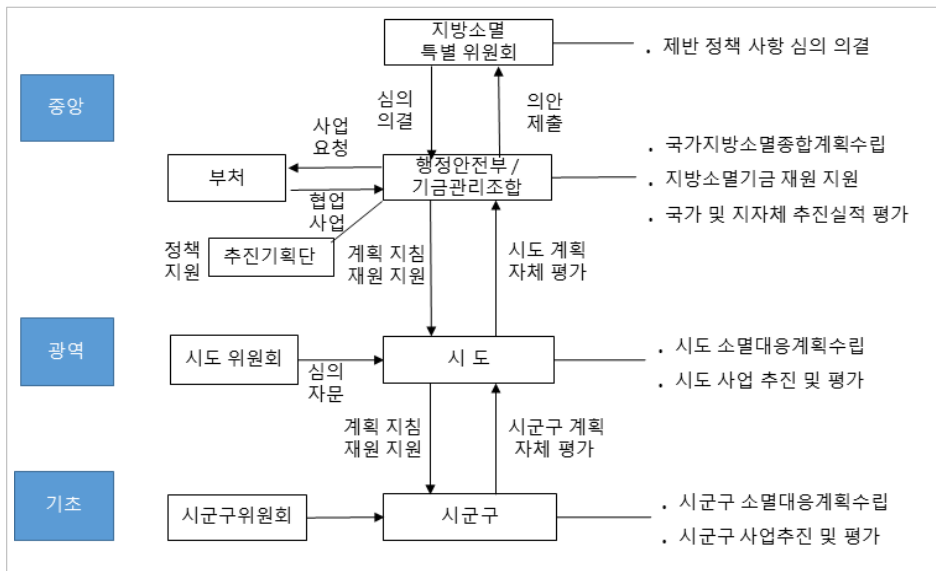 지방소멸
특별 위원회
. 제반 정책 사항 심의 의결
중앙
심의
의결
의안
제출
사업
요청
부처
협업
사업
행정안전부 /
기금관리조합
. 국가지방소멸종합계획수립
. 지방소멸기금 재원 지원
. 국가 및 지자체 추진실적 평가
정책
지원
추진기획단
계획 지침
재원 지원
시도 계획
자체 평가
광역
시도 위원회
심의
자문
시 도
. 시도 소멸대응계획수립
. 시도 사업 추진 및 평가
계획 지침
재원 지원
시군구 계획
자체 평가
기초
시군구위원회
시군구
. 시군구 소멸대응계획수립
. 시군구 사업추진 및 평가